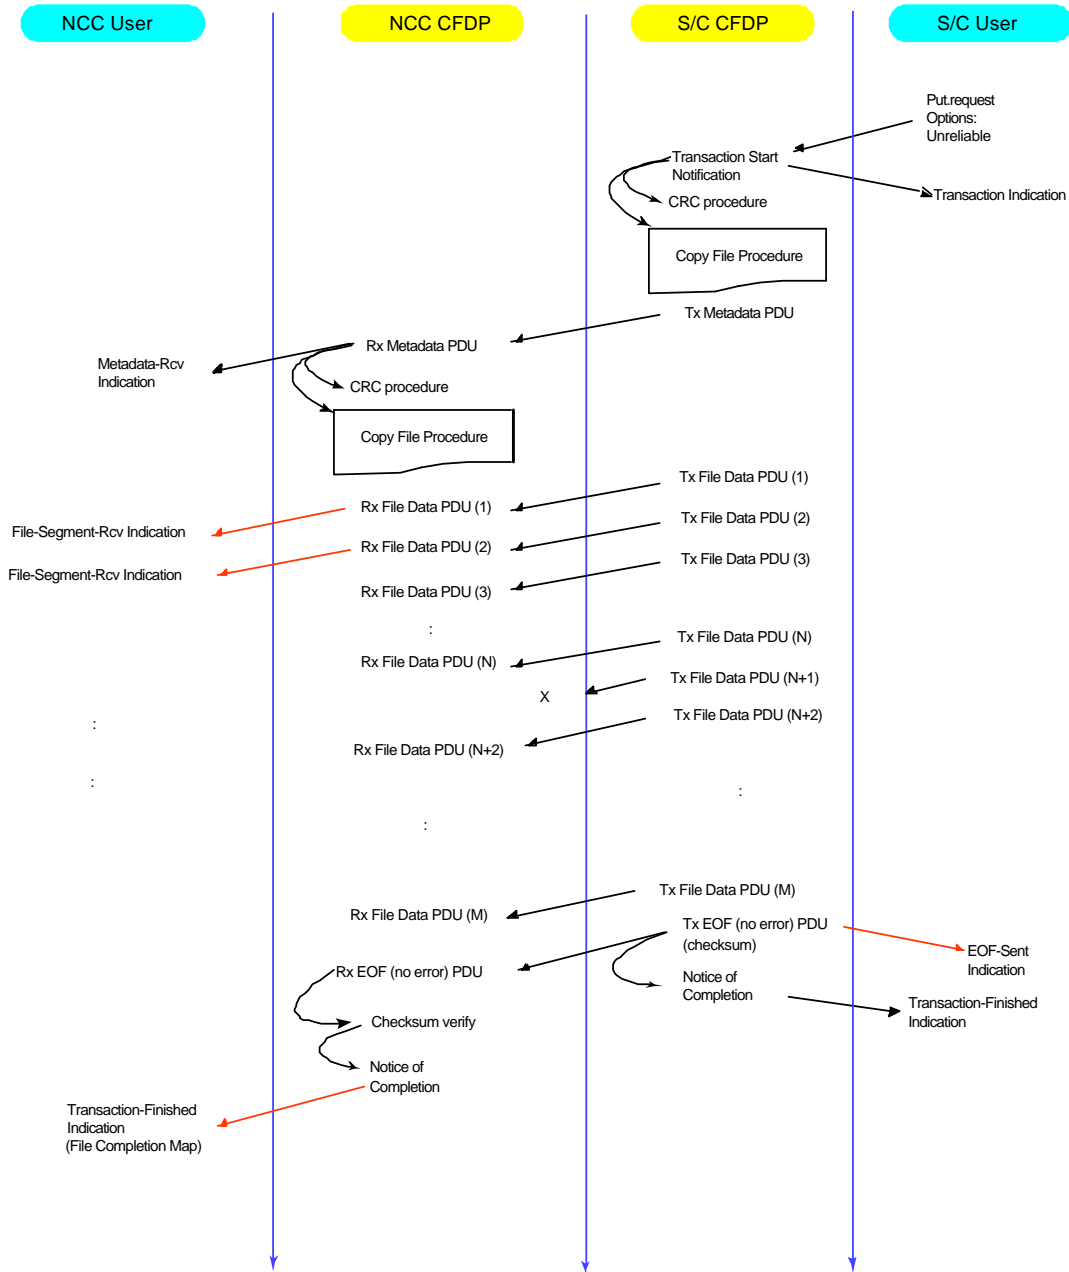 NCC User
NCC CFDP
S/C CFDP
S/C User
Put.request
Options:
Unreliable
Transaction Start
Notification
Transaction Indication
CRC procedure
Copy File Procedure
Tx Metadata PDU
Rx Metadata PDU
Metadata-Rcv
Indication
CRC procedure
Copy File Procedure
Tx File Data PDU (1)
Rx File Data PDU (1)
File-Segment-Rcv Indication
Tx File Data PDU (2)
Rx File Data PDU (2)
File-Segment-Rcv Indication
Tx File Data PDU (3)
Rx File Data PDU (3)
:
Tx File Data PDU (N)
Rx File Data PDU (N)
Tx File Data PDU (N+1)
X
Tx File Data PDU (N+2)
:
Rx File Data PDU (N+2)
:
:
:
Tx File Data PDU (M)
Rx File Data PDU (M)
Tx EOF (no error) PDU
(checksum)
EOF-Sent
Indication
Rx EOF (no error) PDU
Notice of
Completion
Transaction-Finished
Indication
Checksum verify
Notice of
Completion
Transaction-Finished
Indication
(File Completion Map)